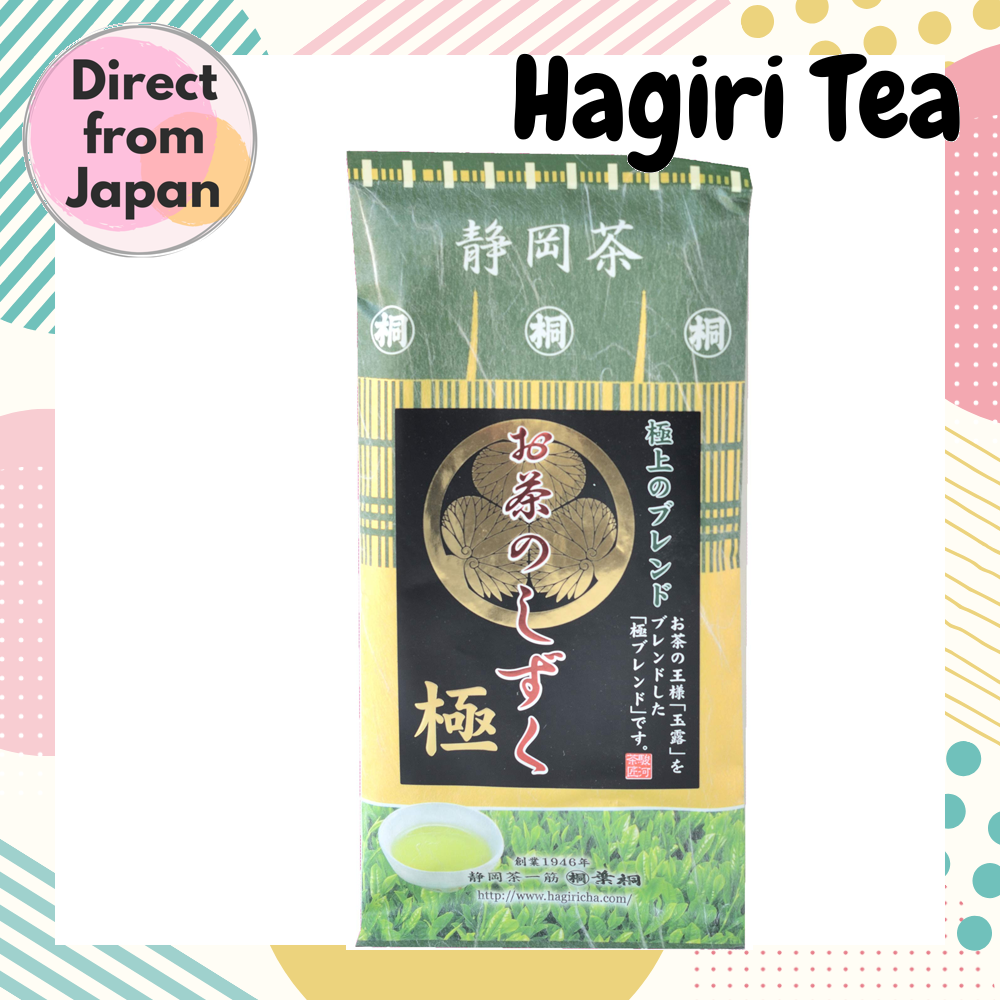 Direct
from
Japan
Hagiri Tea
静岡茶
桐
桐
桐
極上のブレンド
お茶の王様「玉露」を
ブレンドした
「極ブレンド」です。
お茶のしずく
極
創業1946年
静岡茶一筋 桐 葉桐
http://www.hagiricha.com/